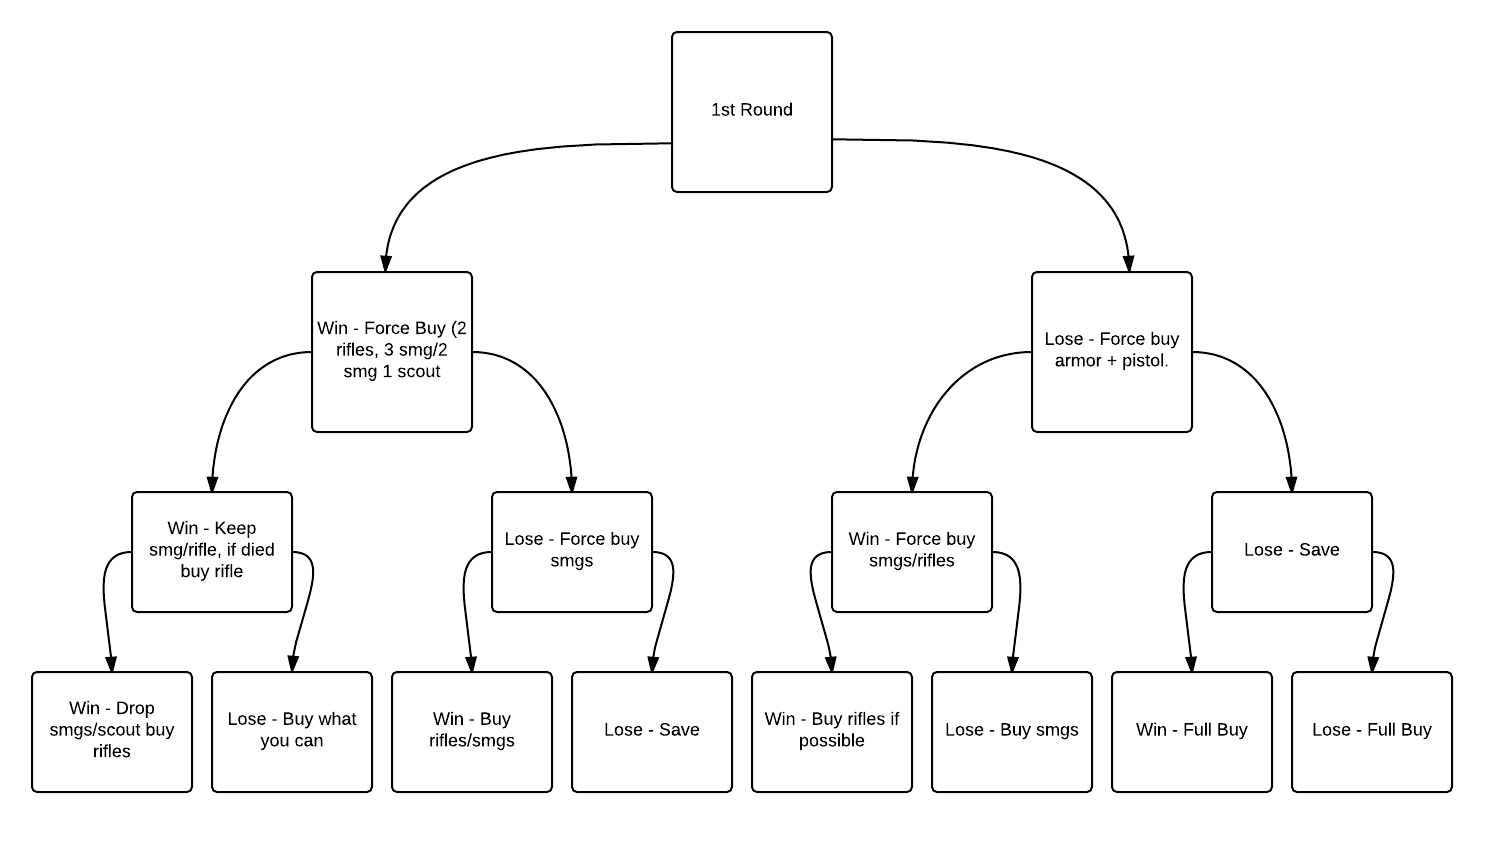 1st Round
Win - Force Buy (2
rifles, 3 smg/2
smg 1 scout
Lose - Force buy
armor + pistol.
Win - Keep
smg/rifle, if died
buy rifle
Lose - Force buy
smgs
Win - Force buy
smgs/rifles
Lose - Save
Win - Drop
smgs/scout buy
rifles
Lose - Buy what
you can
Win - Buy
rifles/smgs
Lose - Save
Win - Buy rifles if
possible
Lose - Buy smgs
Win - Full Buy
Lose - Full Buy